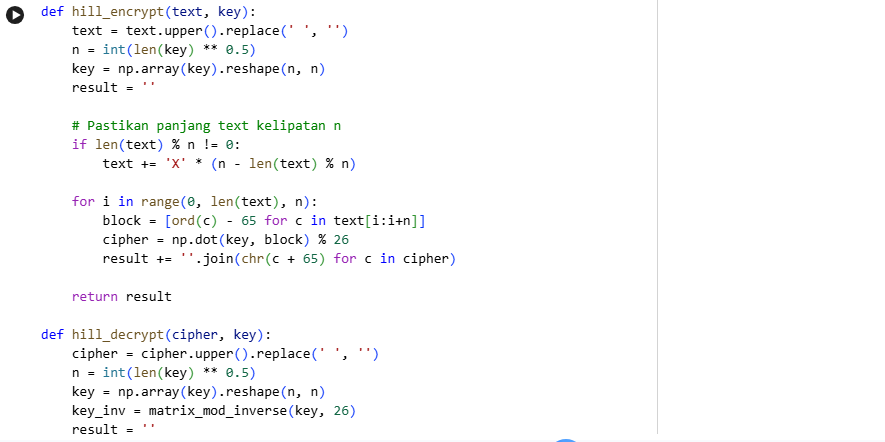 def hill_encrypt(text, key):
    text = text.upper().replace(' ', '')
    n = int(len(key) ** 0.5)
    key = np.array(key).reshape(n, n)
    result = ''

    # Pastikan panjang text kelipatan n
    if len(text) % n != 0:
        text += 'X' * (n - len(text) % n)

    for i in range(0, len(text), n):
        block = [ord(c) - 65 for c in text[i:i+n]]
        cipher = np.dot(key, block) % 26
        result += ''.join(chr(c + 65) for c in cipher)

    return result

def hill_decrypt(cipher, key):
    cipher = cipher.upper().replace(' ', '')
    n = int(len(key) ** 0.5)
    key = np.array(key).reshape(n, n)
    key_inv = matrix_mod_inverse(key, 26)
    result = ''